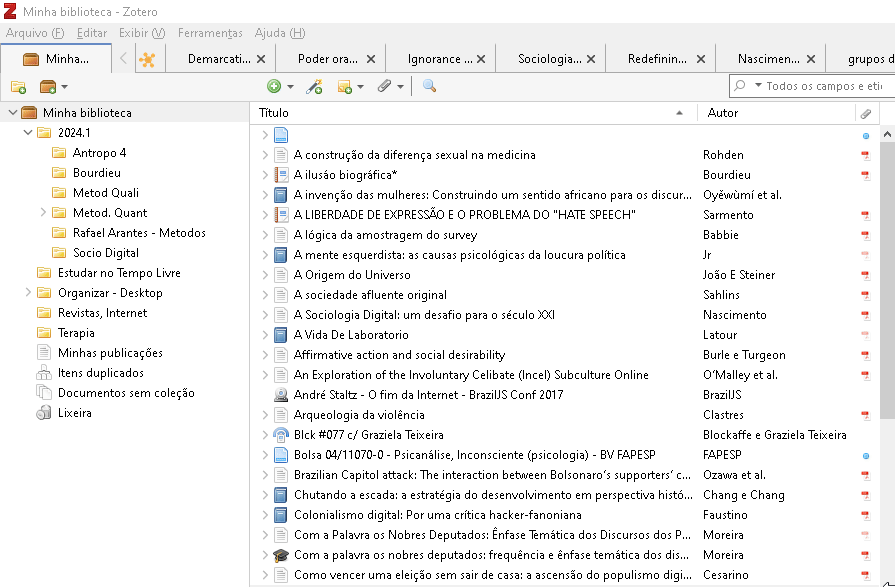 Minha biblioteca - Zotero
Arquivo (F) Editar Exibir (V) Ferramentas Ajuda (H)
Minha... Demarcati... Poder ora... Ignorance ... Sociologia... Redefinin... Nascimen... grupos d
Todos os campos e etiq
Minha biblioteca
2024.1
Antropo 4
Bourdieu
Metod Quali
Metod. Quant
Rafael Arantes - Metodos
Socio Digital
Estudar no Tempo Livre
Organizar - Desktop
Revistas, Internet
Terapia
Minhas publicações
Itens duplicados
Documentos sem coleção
Lixeira
Título Autor
A construção da diferença sexual na medicina Rohden
A ilusão biográfica* Bourdieu
A invenção das mulheres: Construindo um sentido africano para os discur... Oyěwùmí et al.
A LIBERDADE DE EXPRESSÃO E O PROBLEMA DO "HATE SPEECH" Sarmento
A lógica da amostragem do survey Babbie
A mente esquerdista: as causas psicológicas da loucura política Jr
A Origem do Universo João E Steiner
A sociedade afluente original Sahlins
A Sociologia Digital: um desafio para o século XXI Nascimento
A Vida De Laboratorio Latour
Affirmative action and social desirability Burle e Turgeon
An Exploration of the Involuntary Celibate (Incel) Subculture Online O’Malley et al.
André Staltz - O fim da Internet - BrazilJS Conf 2017 BrazilJS
Arqueologia da violência Clastres
Blck #077 c/ Graziela Teixeira Blockaffe e Graziela Teixeira
Bolsa 04/11070-0 - Psicanálise, Inconsciente (psicologia) - BV FAPESP FAPESP
Brazilian Capitol attack: The interaction between Bolsonaro’s supporters’ c... Ozawa et al.
Chutando a escada: a estratégia do desenvolvimento em perspectiva histó... Chang e Chang
Colonialismo digital: Por uma crítica hacker-fanoniana Faustino
Com a Palavra os Nobres Deputados: Ênfase Temática dos Discursos dos P... Moreira
Com a palavra os nobres deputados: frequência e ênfase temática dos dis... Moreira
Como vencer uma eleição sem sair de casa: a ascensão do populismo digi... Cesarino